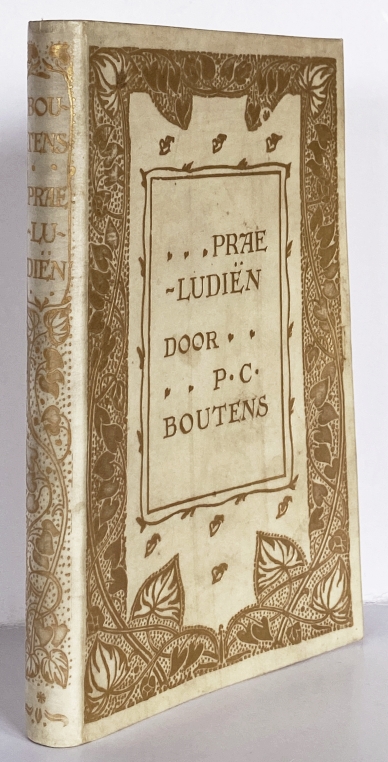 BOU-
TENS
PRAE
-LU-
DIËN
. . . PRAE
~LUDIËN
DOOR . .
. . P·C·
BOUTENS